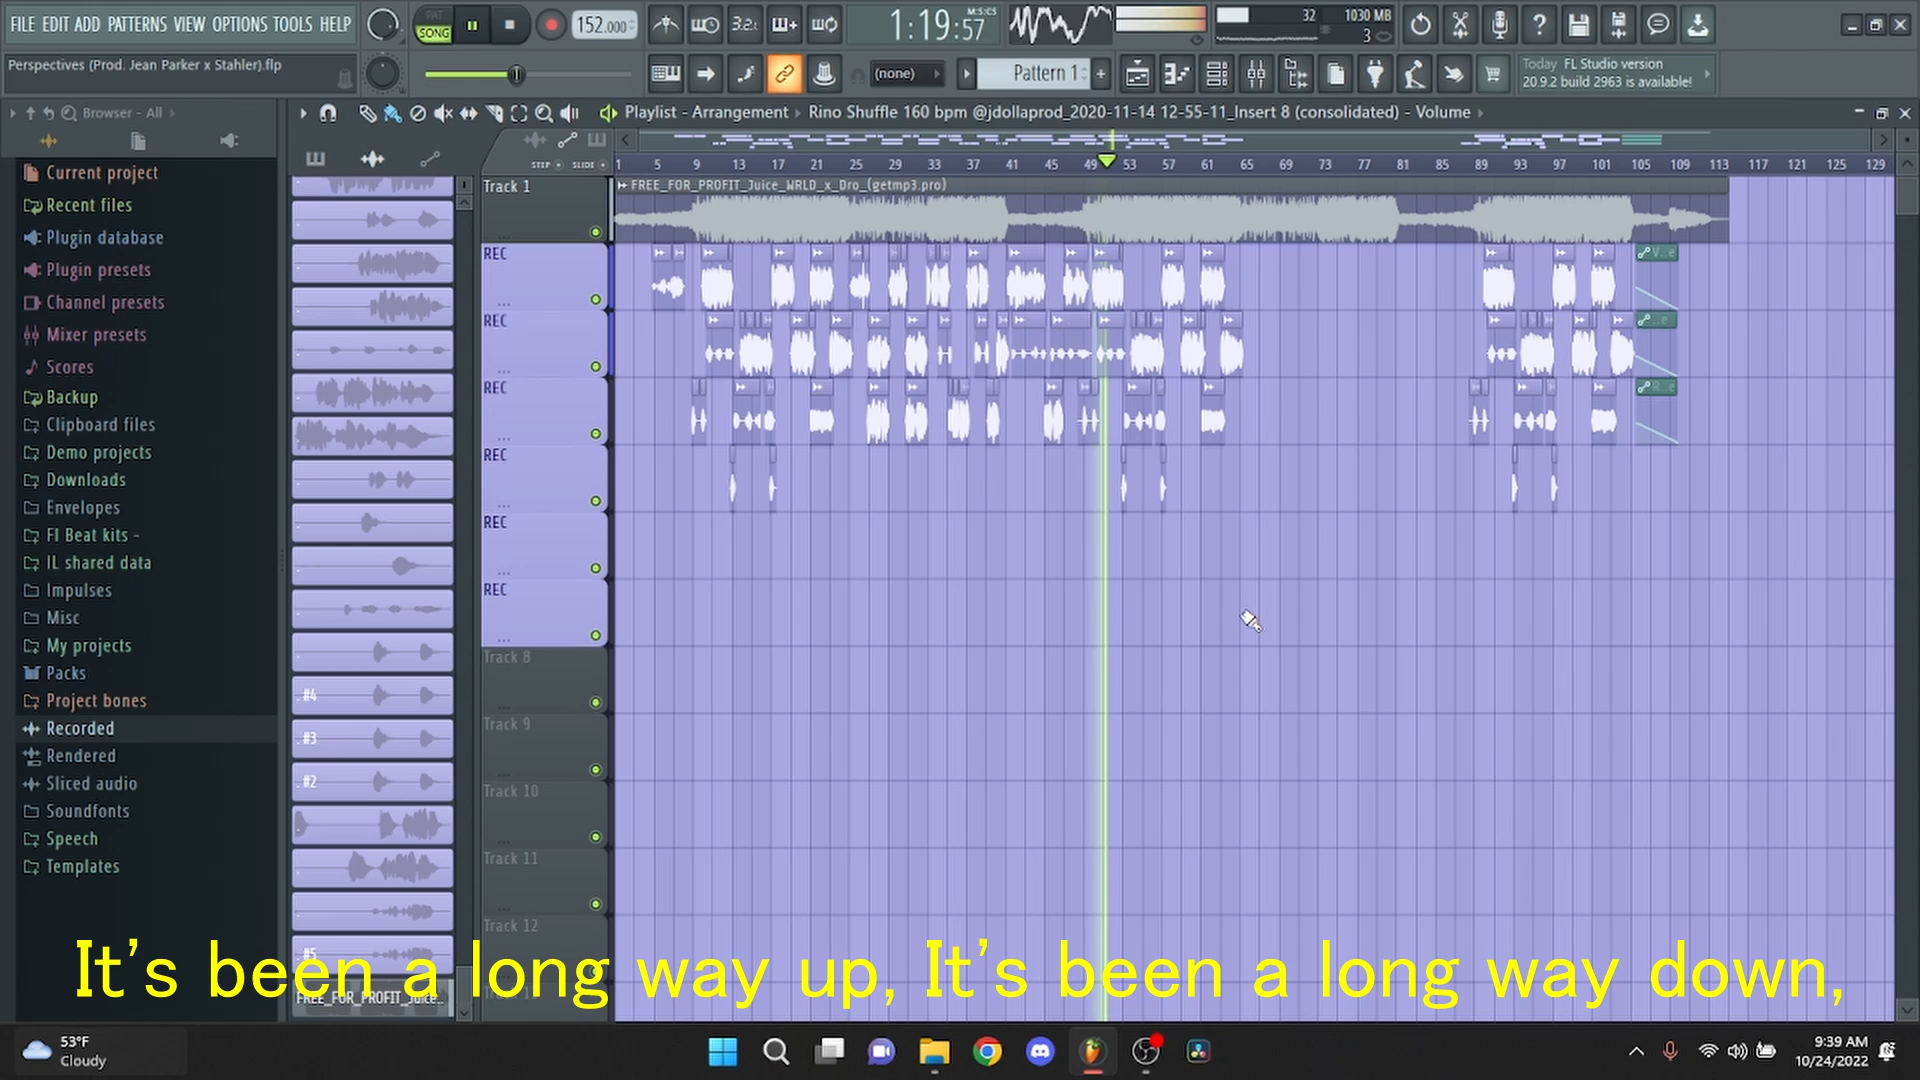 FILE EDIT ADD PATTERNS VIEW OPTIONS TOOLS HELP
PAT
SONG
152.000
3.2.
1:19:57
M:S:CS
32
1030 MB
3
Perspectives (Prod. Jean Parker x Stahler).flp
(none)
Pattern 1
+
Today FL Studio version
20.9.2 build 2963 is available!
Browser - All
Playlist - Arrangement
Rino Shuffle 160 bpm @jdollaprod_2020-11-14 12-55-11_Insert 8 (consolidated) - Volume
STEP SLIDE
1 5 9 13 17 21 25 29 33 37 41 45 49 53 57 61 65 69 73 77 81 85 89 93 97 101 105 109 113 117 121 125 129
Current project
Recent files
Plugin database
Plugin presets
Channel presets
Mixer presets
Scores
Backup
Clipboard files
Demo projects
Downloads
Envelopes
Fl Beat kits -
IL shared data
Impulses
Misc
My projects
Packs
Project bones
Recorded
Rendered
Sliced audio
Soundfonts
Speech
Templates
#4
#3
#2
#5
FREE_FOR_PROFIT_Juice...
Track 1
FREE_FOR_PROFIT_Juice_WRLD_x_Dro_(getmp3.pro)
REC
V...e
REC
...e
REC
R...e
REC
REC
REC
Track 8
Track 9
Track 10
Track 11
Track 12
It's been a long way up, It's been a long way down,
53°F
Cloudy
9:39 AM
10/24/2022